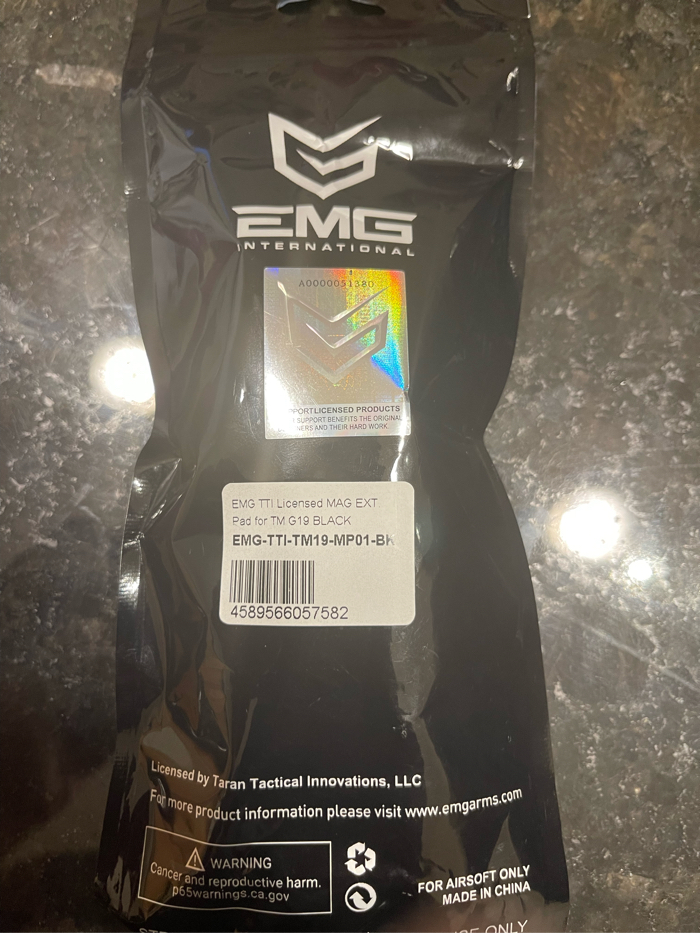 EMG
INTERNATIONAL
A0000051380
PORT LICENSED PRODUCTS
SUPPORT BENEFITS THE ORIGINAL
NERS AND THEIR HARD WORK.
EMG TTI Licensed MAG EXT
Pad for TM G19 BLACK
EMG-TTI-TM19-MP01-BK
4589566057582
Licensed by Taran Tactical Innovations, LLC
For more product information please visit www.emgarms.com
WARNING
Cancer and reproductive harm.
p65warnings.ca.gov
FOR AIRSOFT ONLY
MADE IN CHINA
ONLY